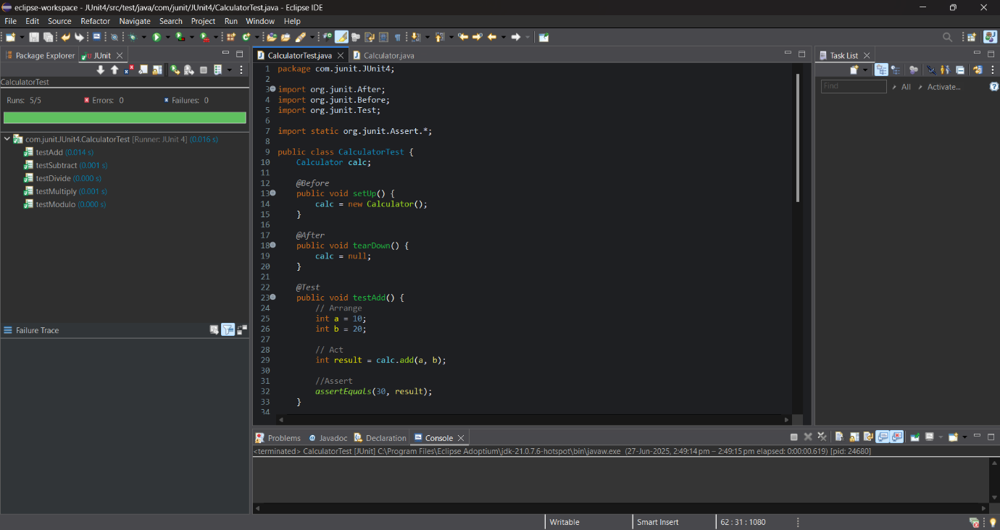 eclipse-workspace - JUnit4/src/test/java/com/junit/JUnit4/CalculatorTest.java - Eclipse IDE
File Edit Source Refactor Navigate Search Project Run Window Help
Package Explorer JUnit
CalculatorTest
Runs: 5/5 Errors: 0 Failures: 0
com.junit.JUnit4.CalculatorTest [Runner: JUnit 4] (0.016 s)
testAdd (0.014 s)
testSubtract (0.001 s)
testDivide (0.000 s)
testMultiply (0.001 s)
testModulo (0.000 s)
Failure Trace
CalculatorTest.java Calculator.java
1 package com.junit.JUnit4;
2
3 import org.junit.After;
4 import org.junit.Before;
5 import org.junit.Test;
6
7 import static org.junit.Assert.*;
8
9 public class CalculatorTest {
10 Calculator calc;
11
12 @Before
13 public void setUp() {
14 calc = new Calculator();
15 }
16
17 @After
18 public void tearDown() {
19 calc = null;
20 }
21
22 @Test
23 public void testAdd() {
24 // Arrange
25 int a = 10;
26 int b = 20;
27
28 // Act
29 int result = calc.add(a, b);
30
31 //Assert
32 assertEquals(30, result);
33 }
34
Task List
Find All Activate...
Problems Javadoc Declaration Console
<terminated> CalculatorTest [JUnit] C:\Program Files\Eclipse Adoptium\jdk-21.0.7.6-hotspot\bin\javaw.exe (27-Jun-2025, 2:49:14 pm – 2:49:15 pm elapsed: 0:00:00.619) [pid: 24680]
Writable Smart Insert 62 : 31 : 1080